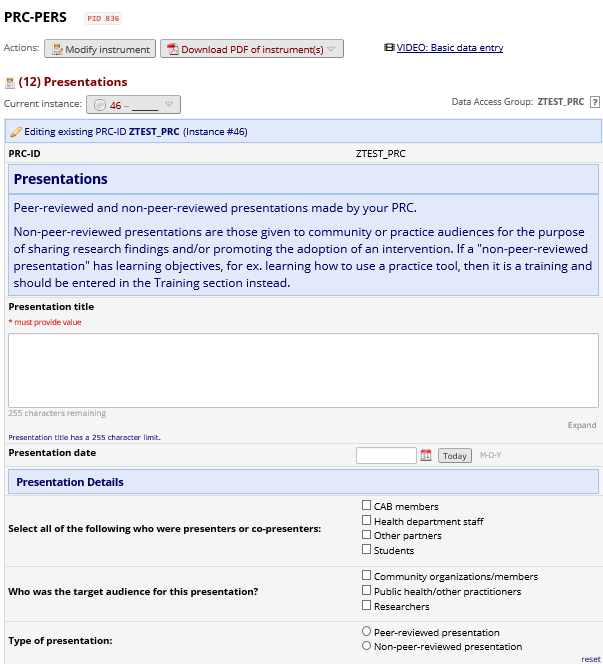 PRC-PERS PID 836
Actions: Modify instrument Download PDF of instrument(s) VIDEO: Basic data entry
(12) Presentations
Current instance: 46 – _____ Data Access Group: ZTEST_PRC ?
Editing existing PRC-ID ZTEST_PRC (Instance #46)
PRC-ID ZTEST_PRC
Presentations
Peer-reviewed and non-peer-reviewed presentations made by your PRC.
Non-peer-reviewed presentations are those given to community or practice audiences for the purpose
of sharing research findings and/or promoting the adoption of an intervention. If a "non-peer-reviewed
presentation" has learning objectives, for ex. learning how to use a practice tool, then it is a training and
should be entered in the Training section instead.
Presentation title
* must provide value
255 characters remaining
Expand
Presentation title has a 255 character limit.
Presentation date Today M-D-Y
Presentation Details
Select all of the following who were presenters or co-presenters:
CAB members
Health department staff
Other partners
Students
Who was the target audience for this presentation?
Community organizations/members
Public health/other practitioners
Researchers
Type of presentation:
Peer-reviewed presentation
Non-peer-reviewed presentation
reset